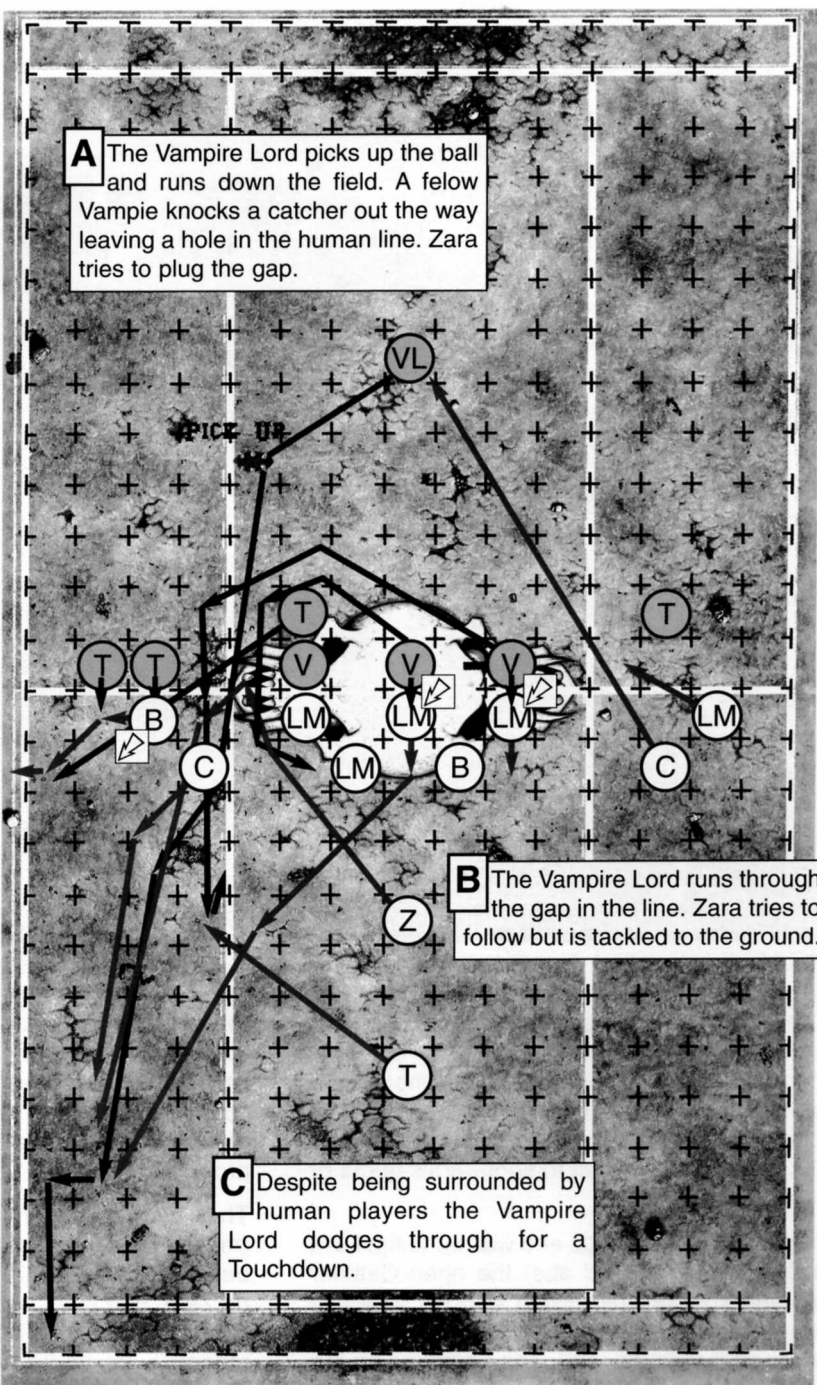 A The Vampire Lord picks up the ball
and runs down the field. A felow
Vampie knocks a catcher out the way
leaving a hole in the human line. Zara
tries to plug the gap.
VL
PICK UP
T
T
T T V V V
B LM LM LM LM
C LM B C
B The Vampire Lord runs through
the gap in the line. Zara tries to
follow but is tackled to the ground.
Z
T
C Despite being surrounded by
human players the Vampire
Lord dodges through for a
Touchdown.